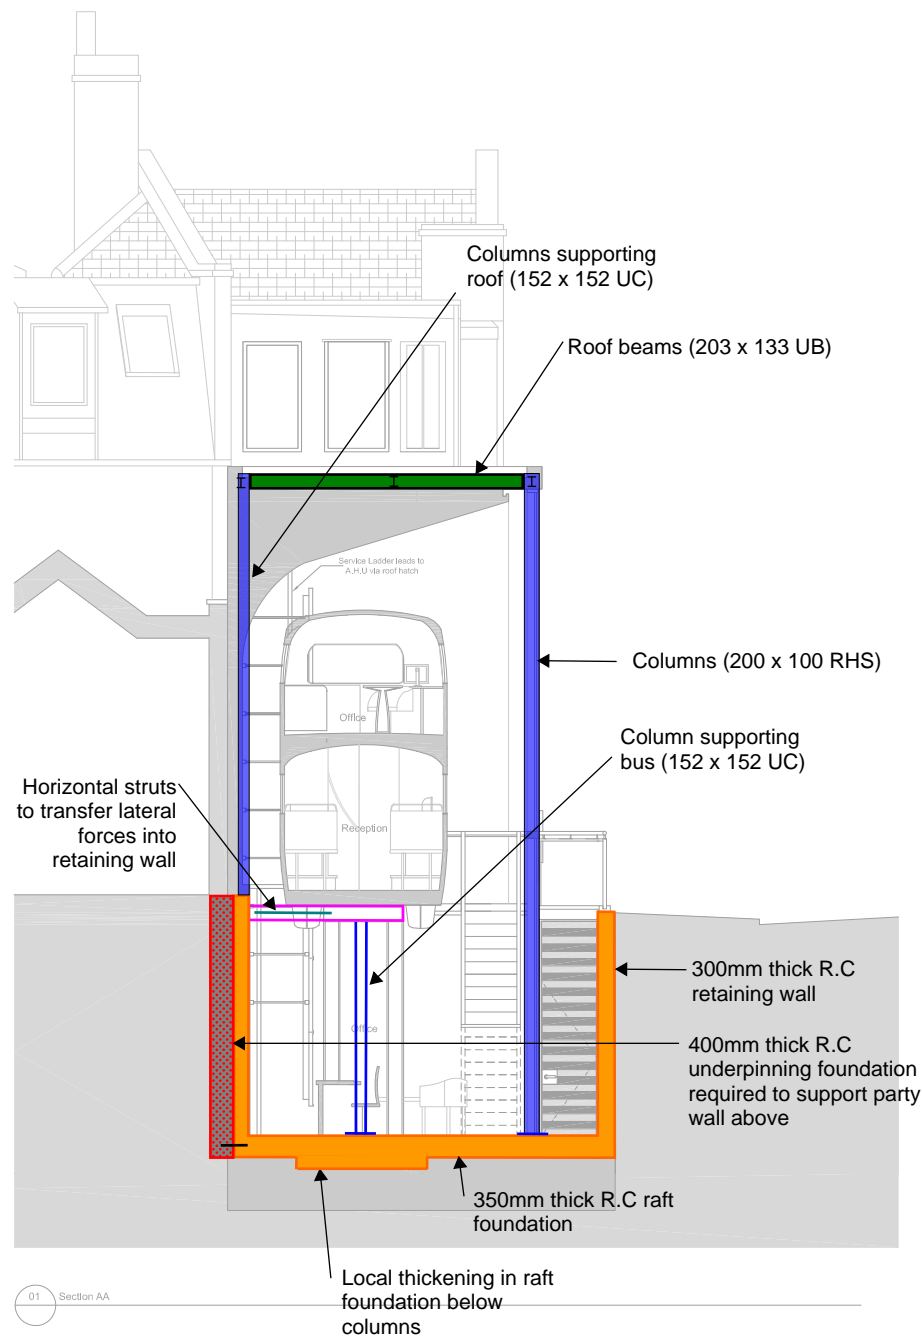 Columns supporting
roof (152 x 152 UC)
Roof beams (203 x 133 UB)
Service Ladder leads to
A.H.U via roof hatch
Columns (200 x 100 RHS)
Office
Column supporting
bus (152 x 152 UC)
Horizontal struts
to transfer lateral
forces into
retaining wall
Reception
300mm thick R.C
retaining wall
Office
400mm thick R.C
underpinning foundation
required to support party
wall above
350mm thick R.C raft
foundation
Local thickening in raft
foundation below
columns
01 Section AA